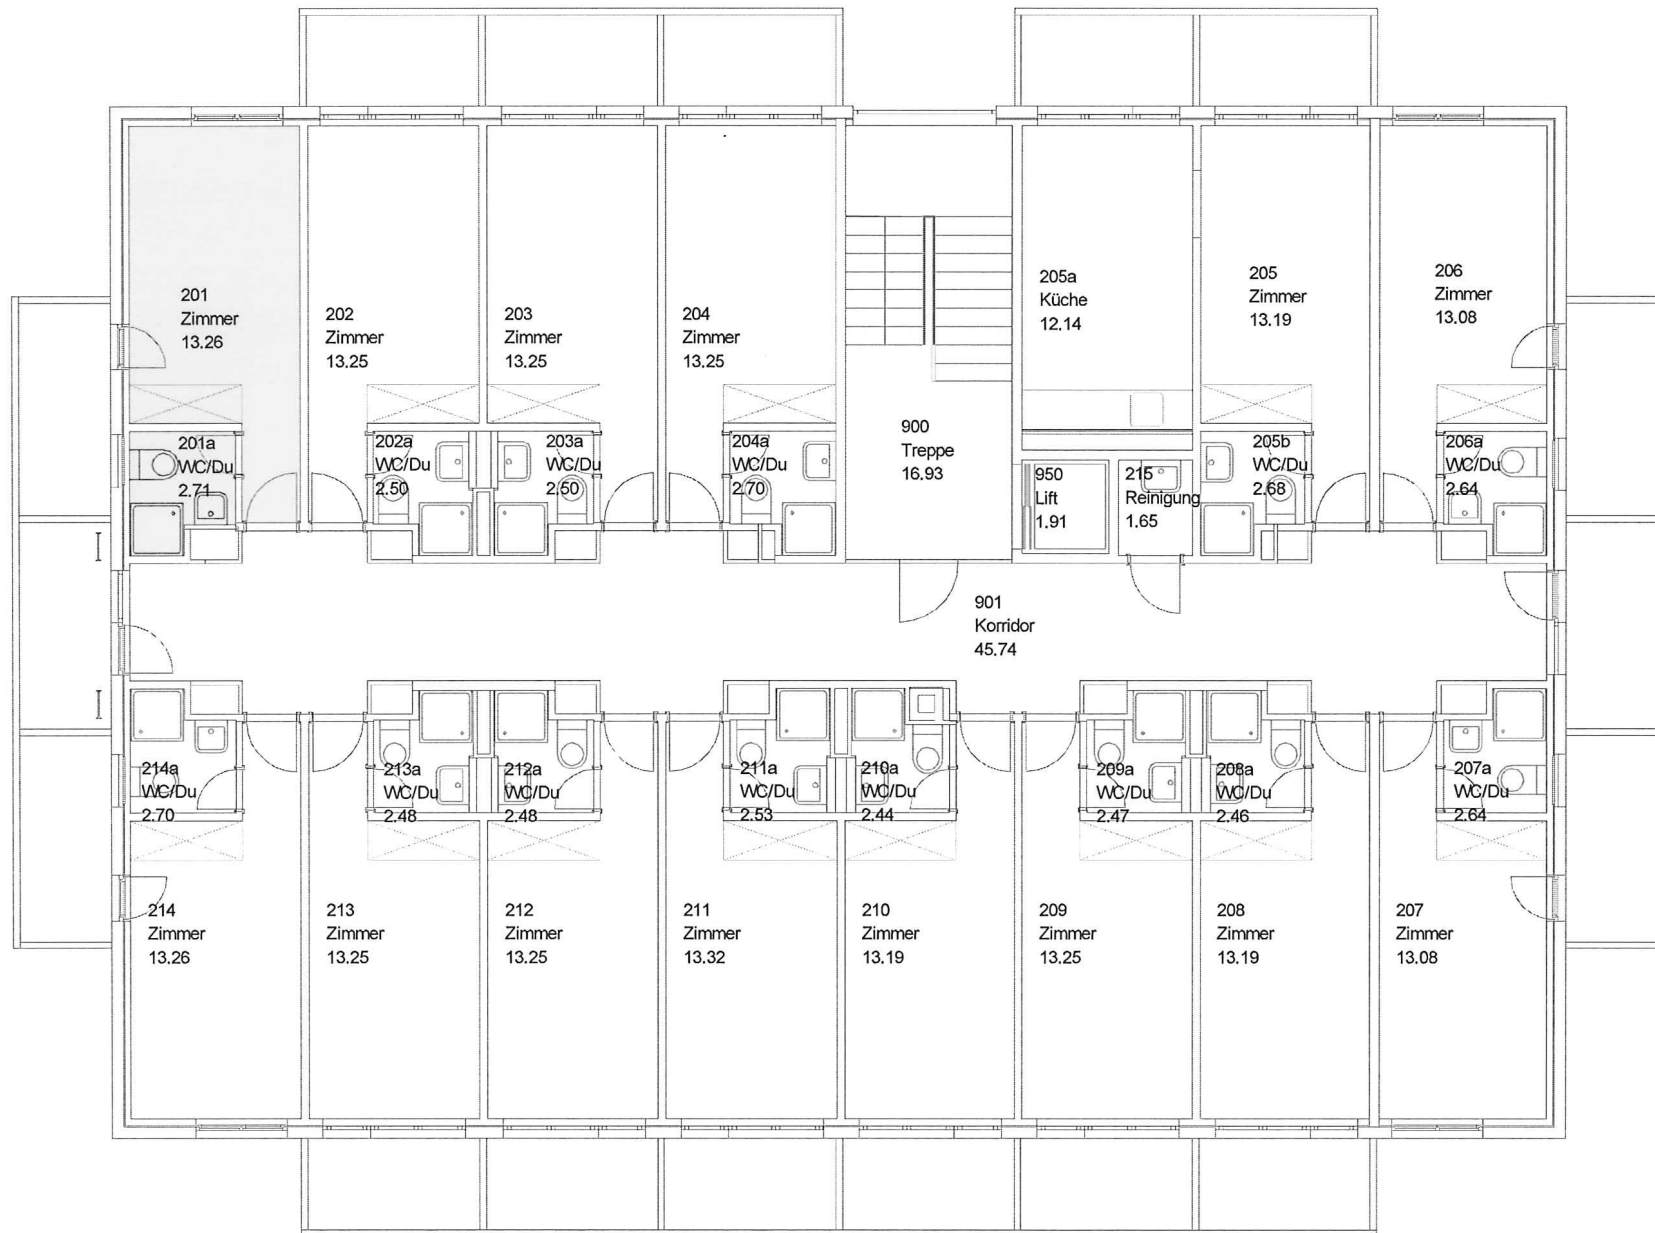 201
Zimmer
13.26
202
Zimmer
13.25
203
Zimmer
13.25
204
Zimmer
13.25
205a
Küche
12.14
205
Zimmer
13.19
206
Zimmer
13.08
201a
WC/Du
2.71
202a
WC/Du
2.50
203a
WC/Du
2.50
204a
WC/Du
2.70
900
Treppe
16.93
950
Lift
1.91
215
Reinigung
1.65
205b
WC/Du
2.68
206a
WC/Du
2.64
901
Korridor
45.74
214a
WC/Du
2.70
213a
WC/Du
2.48
212a
WC/Du
2.48
211a
WC/Du
2.53
210a
WC/Du
2.44
209a
WC/Du
2.47
208a
WC/Du
2.46
207a
WC/Du
2.64
214
Zimmer
13.26
213
Zimmer
13.25
212
Zimmer
13.25
211
Zimmer
13.32
210
Zimmer
13.19
209
Zimmer
13.25
208
Zimmer
13.19
207
Zimmer
13.08